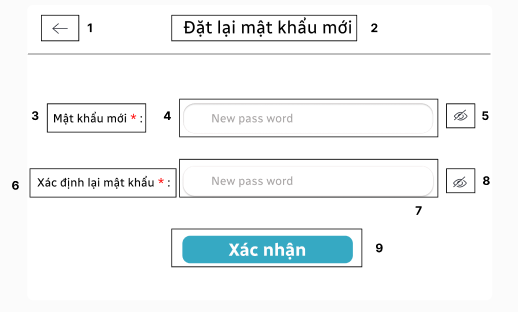 ← 1 Đặt lại mật khẩu mới 2
3 Mật khẩu mới * : 4 New pass word 5
6 Xác định lại mật khẩu * : New pass word 8
7
Xác nhận 9